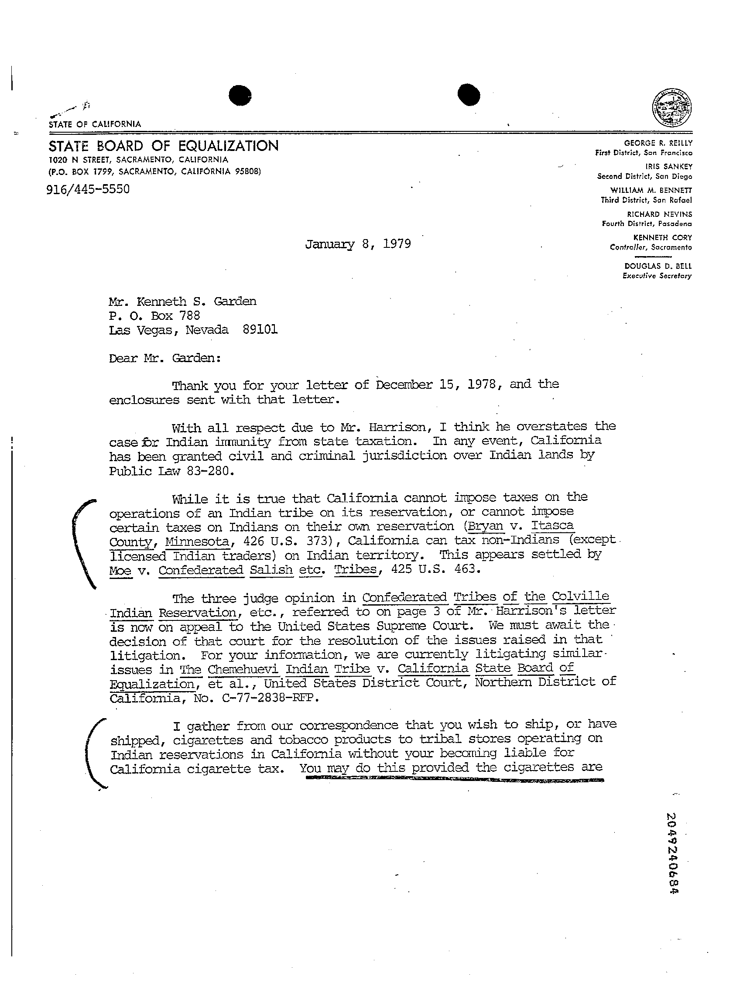 STATE OF CALIFORNIA
STATE BOARD OF EQUALIZATION
1020 N STREET, SACRAMENTO, CALIFORNIA
(P.O. BOX 1799, SACRAMENTO, CALIFORNIA 95808)
916/445-5550
GEORGE R. REILLY
First District, San Francisco
IRIS SANKEY
Second District, San Diego
WILLIAM M. BENNETT
Third District, San Rafael
RICHARD NEVINS
Fourth District, Pasadena
KENNETH CORY
Controller, Sacramento
DOUGLAS D. BELL
Executive Secretary
January 8, 1979
Mr. Kenneth S. Garden
P. O. Box 788
Las Vegas, Nevada 89101
Dear Mr. Garden:
Thank you for your letter of December 15, 1978, and the
enclosures sent with that letter.
With all respect due to Mr. Harrison, I think he overstates the
case for Indian immunity from state taxation. In any event, California
has been granted civil and criminal jurisdiction over Indian lands by
Public Law 83-280.
While it is true that California cannot impose taxes on the
operations of an Indian tribe on its reservation, or cannot impose
certain taxes on Indians on their own reservation (Bryan v. Itasca
County, Minnesota, 426 U.S. 373), California can tax non-Indians (except
licensed Indian traders) on Indian territory. This appears settled by
Moe v. Confederated Salish etc. Tribes, 425 U.S. 463.
The three judge opinion in Confederated Tribes of the Colville
Indian Reservation, etc., referred to on page 3 of Mr. Harrison's letter
is now on appeal to the United States Supreme Court. We must await the
decision of that court for the resolution of the issues raised in that
litigation. For your information, we are currently litigating similar
issues in The Chemehuevi Indian Tribe v. California State Board of
Equalization, et al., United States District Court, Northern District of
California, No. C-77-2838-RFP.
I gather from our correspondence that you wish to ship, or have
shipped, cigarettes and tobacco products to tribal stores operating on
Indian reservations in California without your becoming liable for
California cigarette tax. You may do this provided the cigarettes are
2049240684